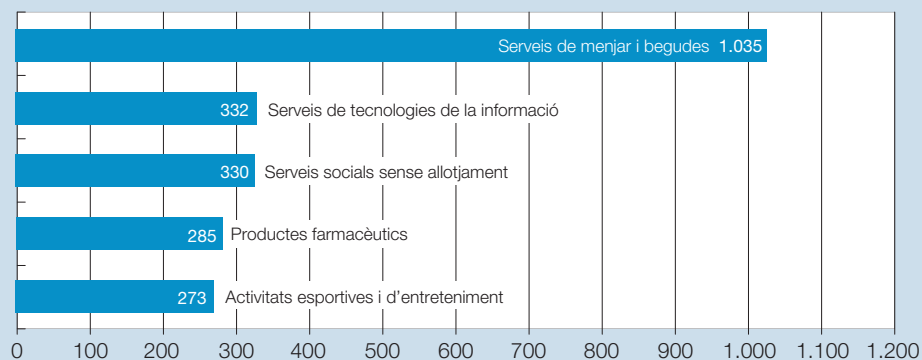 Serveis de menjar i begudes 1.035
332 Serveis de tecnologies de la informació
330 Serveis socials sense allotjament
285 Productes farmacèutics
273 Activitats esportives i d’entreteniment
0 100 200 300 400 500 600 700 800 900 1.000 1.100 1.200